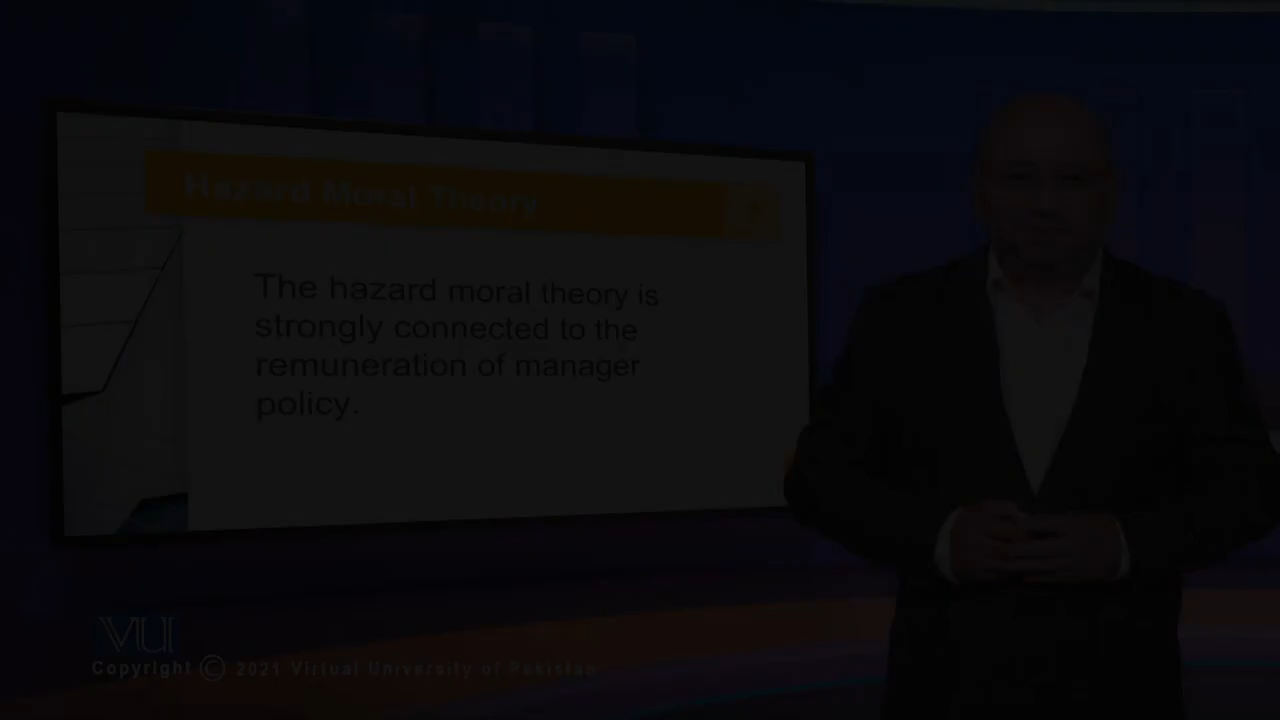 Hazard Moral Theory
The hazard moral theory is
strongly connected to the
remuneration of manager
policy.
VU
Copyright © 2021 Virtual University of Pakistan